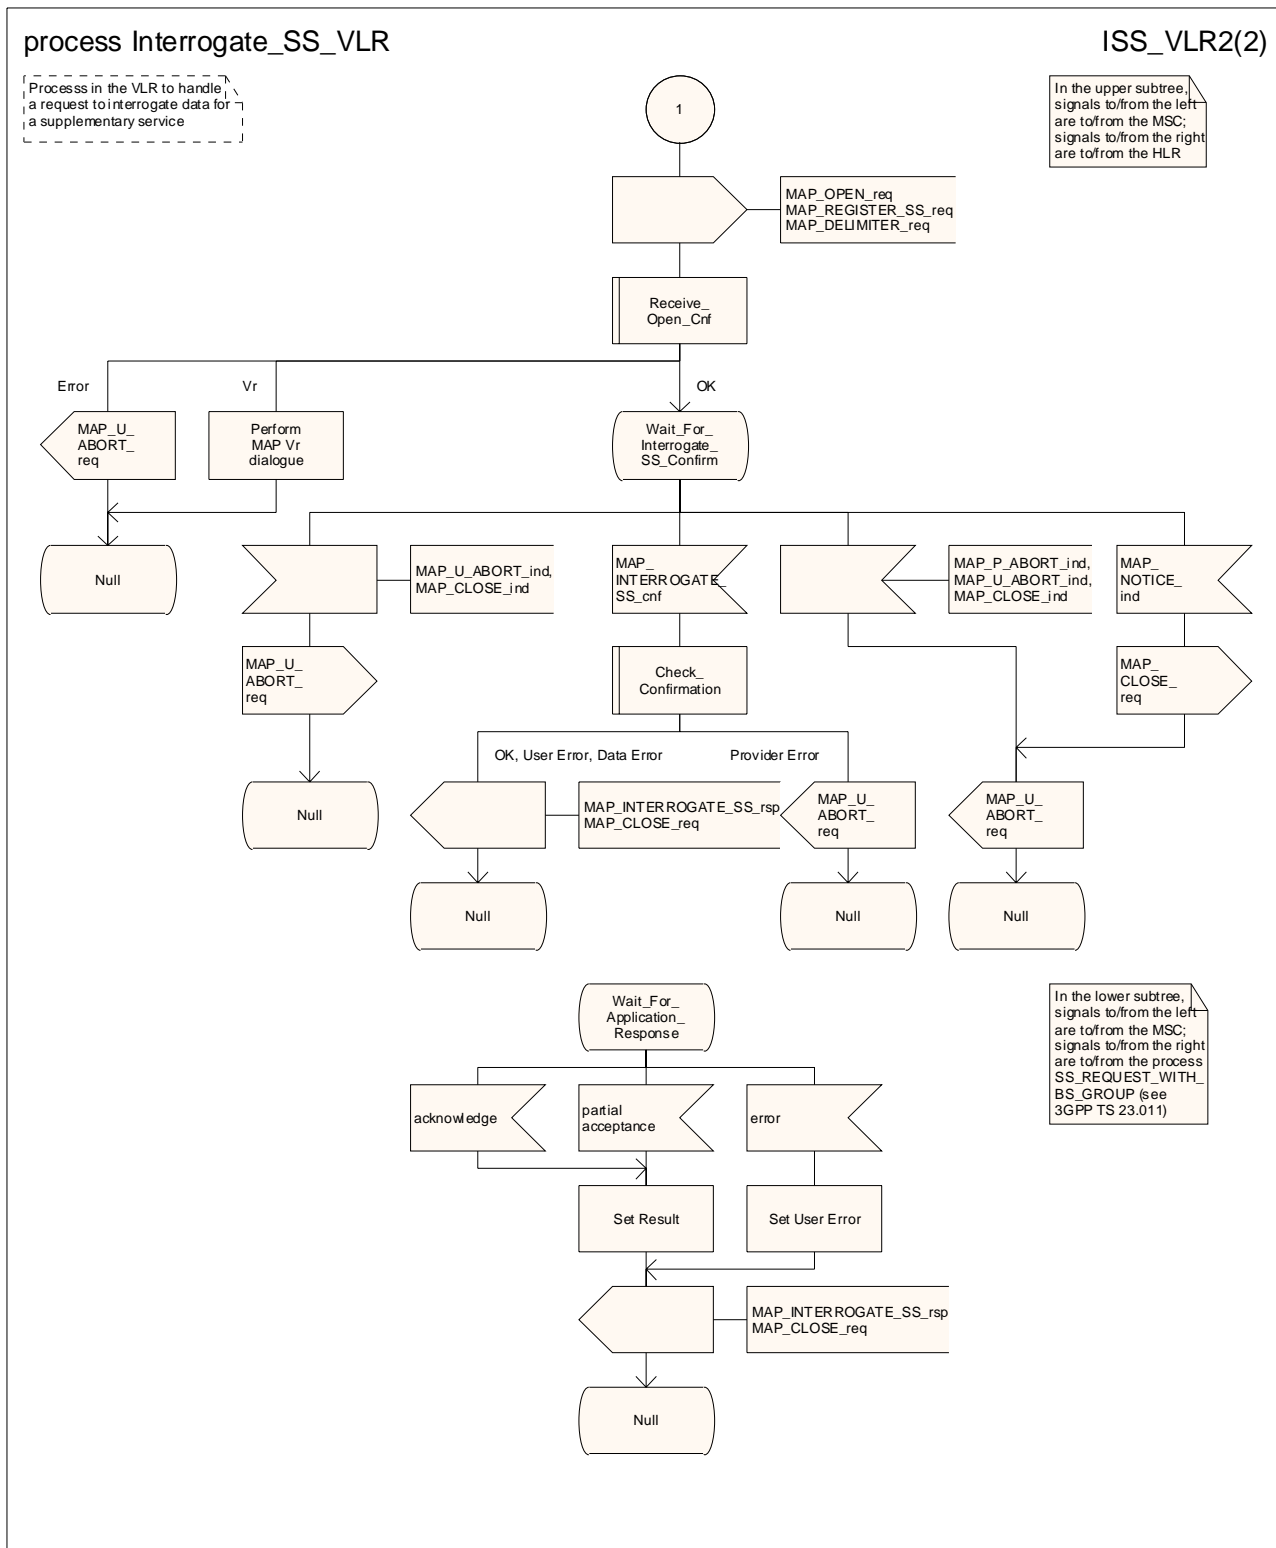 process Interrogate_SS_VLR
ISS_VLR2(2)
Processs in the VLR to handle
a request to interrogate data for
a supplementary service
1
In the upper subtree,
signals to/from the left
are to/from the MSC;
signals to/from the right
are to/from the HLR
MAP_OPEN_req
MAP_REGISTER_SS_req
MAP_DELIMITER_req
Receive_
Open_Cnf
Error
Vr
OK
MAP_U_
ABORT_
req
Perform
MAP Vr
dialogue
Wait_For_
Interrogate_
SS_Confirm
Null
MAP_U_ABORT_ind,
MAP_CLOSE_ind
MAP_
INTERROGATE_
SS_cnf
MAP_P_ABORT_ind,
MAP_U_ABORT_ind,
MAP_CLOSE_ind
MAP_
NOTICE_
ind
MAP_U_
ABORT_
req
Check_
Confirmation
MAP_
CLOSE_
req
OK, User Error, Data Error
Provider Error
Null
MAP_INTERROGATE_SS_rsp
MAP_CLOSE_req
MAP_U_
ABORT_
req
MAP_U_
ABORT_
req
Null
Null
Null
Wait_For_
Application_
Response
In the lower subtree,
signals to/from the left
are to/from the MSC;
signals to/from the right
are to/from the process
SS_REQUEST_WITH_
BS_GROUP (see
3GPP TS 23.011)
acknowledge
partial
acceptance
error
Set Result
Set User Error
MAP_INTERROGATE_SS_rsp
MAP_CLOSE_req
Null